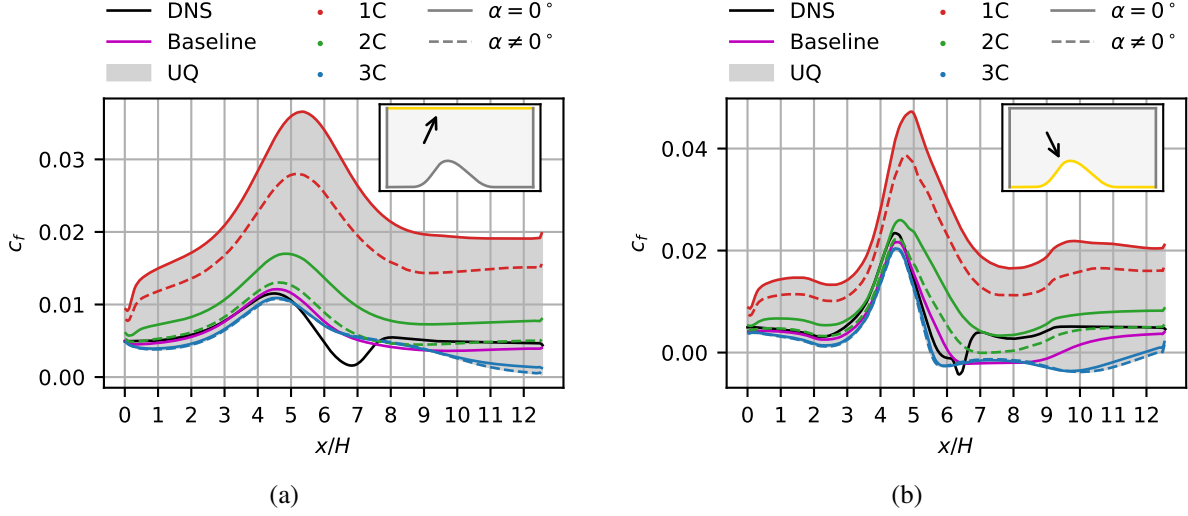 DNS 1C α = 0°
Baseline 2C α ≠ 0°
UQ 3C
0.03
0.02
0.01
0.00
c_f
0 1 2 3 4 5 6 7 8 9 10 11 12
x/H
(a)
DNS 1C α = 0°
Baseline 2C α ≠ 0°
UQ 3C
0.04
0.02
0.00
c_f
0 1 2 3 4 5 6 7 8 9 10 11 12
x/H
(b)